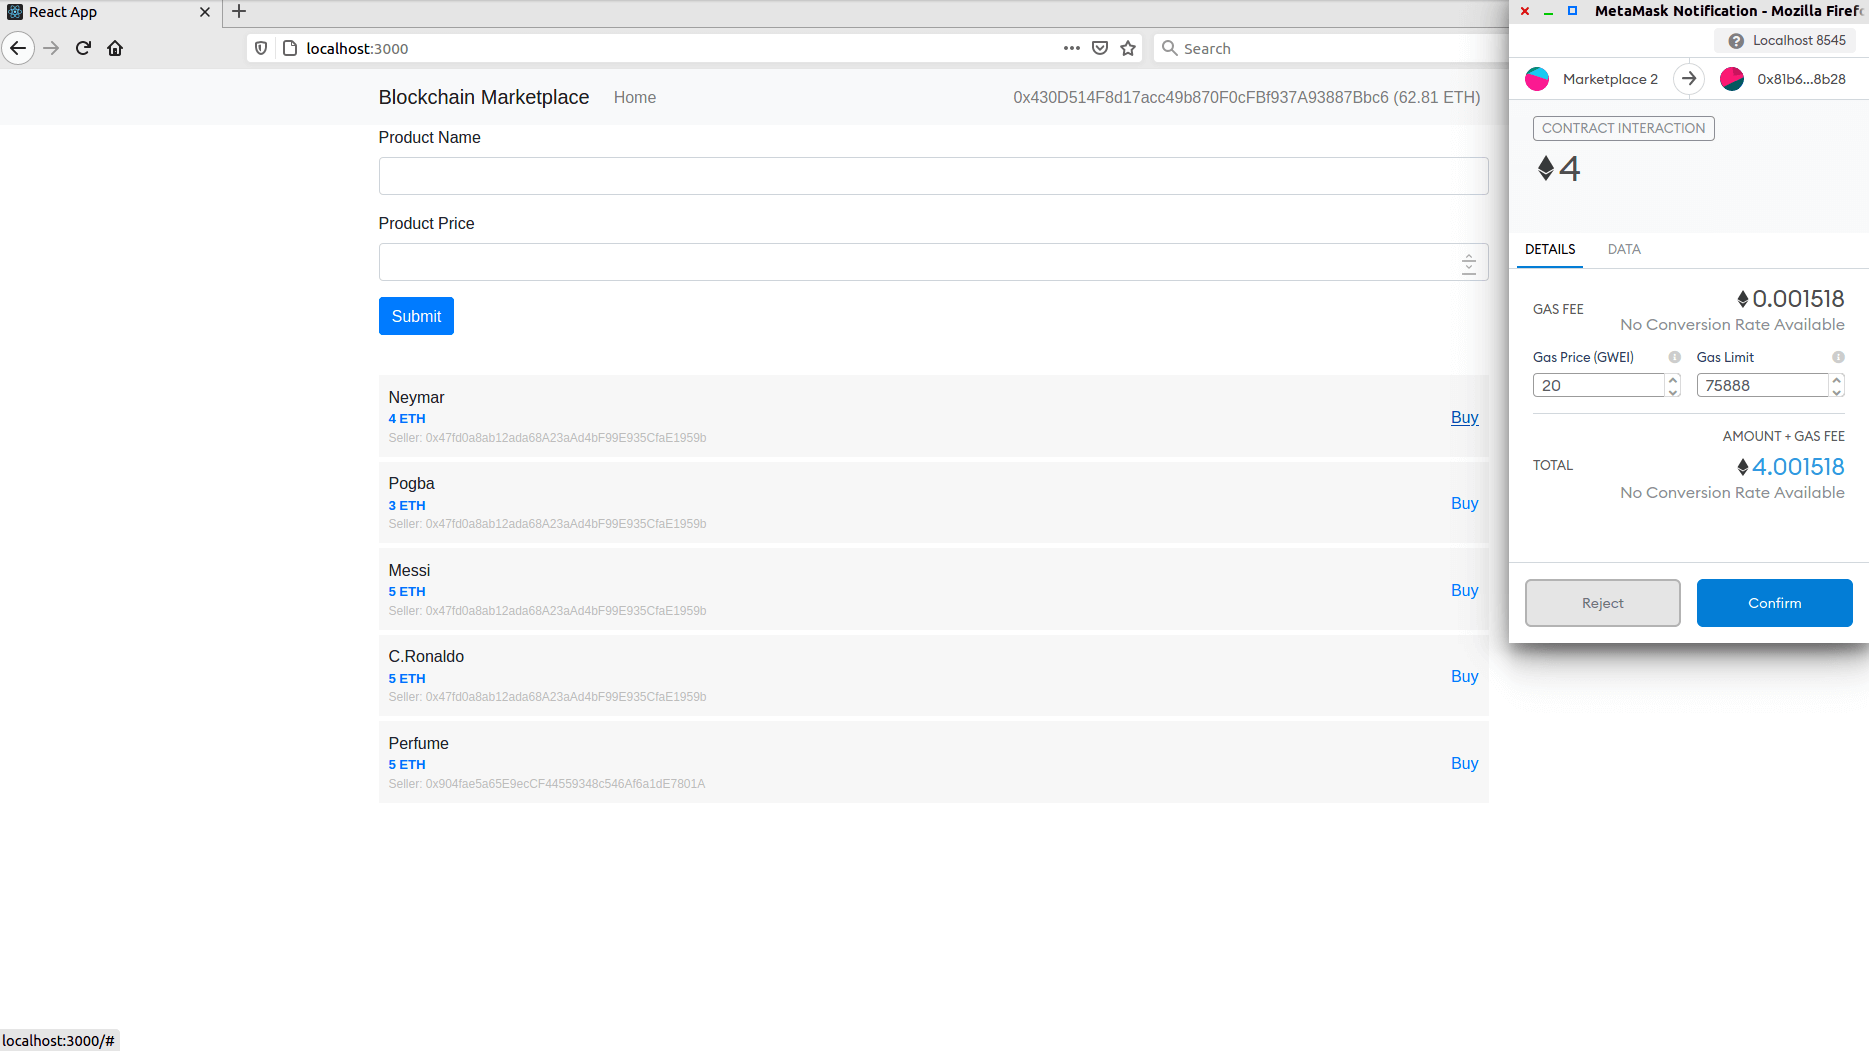 React App
localhost:3000
Search
Blockchain Marketplace
Home
0x430D514F8d17acc49b870F0cFBf937A93887Bbc6 (62.81 ETH)
Product Name
Product Price
Submit
Neymar
4 ETH
Seller: 0x47fd0a8ab12ada68A23aAd4bF99E935CfaE1959b
Buy
Pogba
3 ETH
Seller: 0x47fd0a8ab12ada68A23aAd4bF99E935CfaE1959b
Buy
Messi
5 ETH
Seller: 0x47fd0a8ab12ada68A23aAd4bF99E935CfaE1959b
Buy
C.Ronaldo
5 ETH
Seller: 0x47fd0a8ab12ada68A23aAd4bF99E935CfaE1959b
Buy
Perfume
5 ETH
Seller: 0x904fae5a65E9ecCF44559348c546Af6a1dE7801A
Buy
localhost:3000/#
MetaMask Notification - Mozilla Firefo
Localhost 8545
Marketplace 2
0x81b6...8b28
CONTRACT INTERACTION
4
DETAILS
DATA
GAS FEE
0.001518
No Conversion Rate Available
Gas Price (GWEI)
Gas Limit
20
75888
AMOUNT + GAS FEE
TOTAL
4.001518
No Conversion Rate Available
Reject
Confirm